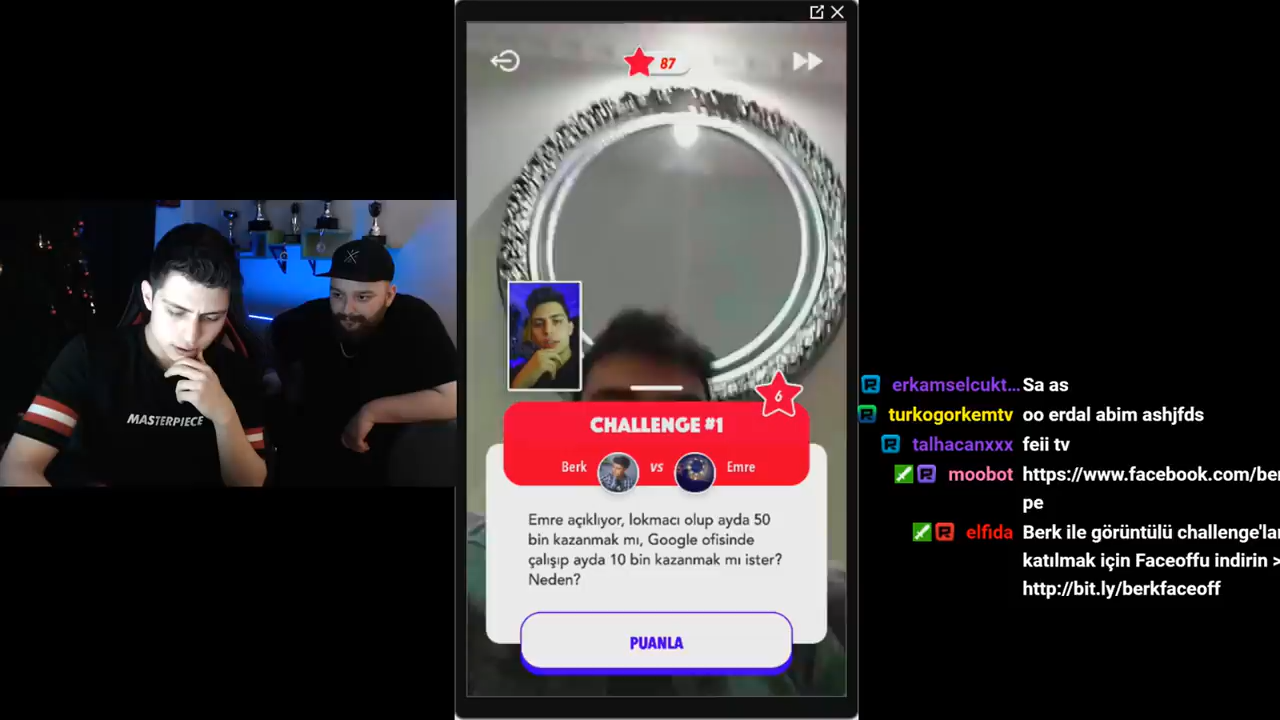 87
MASTERPIECE
6
CHALLENGE #1
Berk vs Emre
Emre açıklıyor, lokmacı olup ayda 50
bin kazanmak mı, Google ofisinde
çalışıp ayda 10 bin kazanmak mı ister?
Neden?
PUANLA
erkamselcukt... Sa as
turkogorkemtv oo erdal abim ashjfds
talhacanxxx feii tv
moobot https://www.facebook.com/ber
pe
elfida Berk ile görüntülü challenge'lar
katılmak için Faceoffu indirin >
http://bit.ly/berkfaceoff